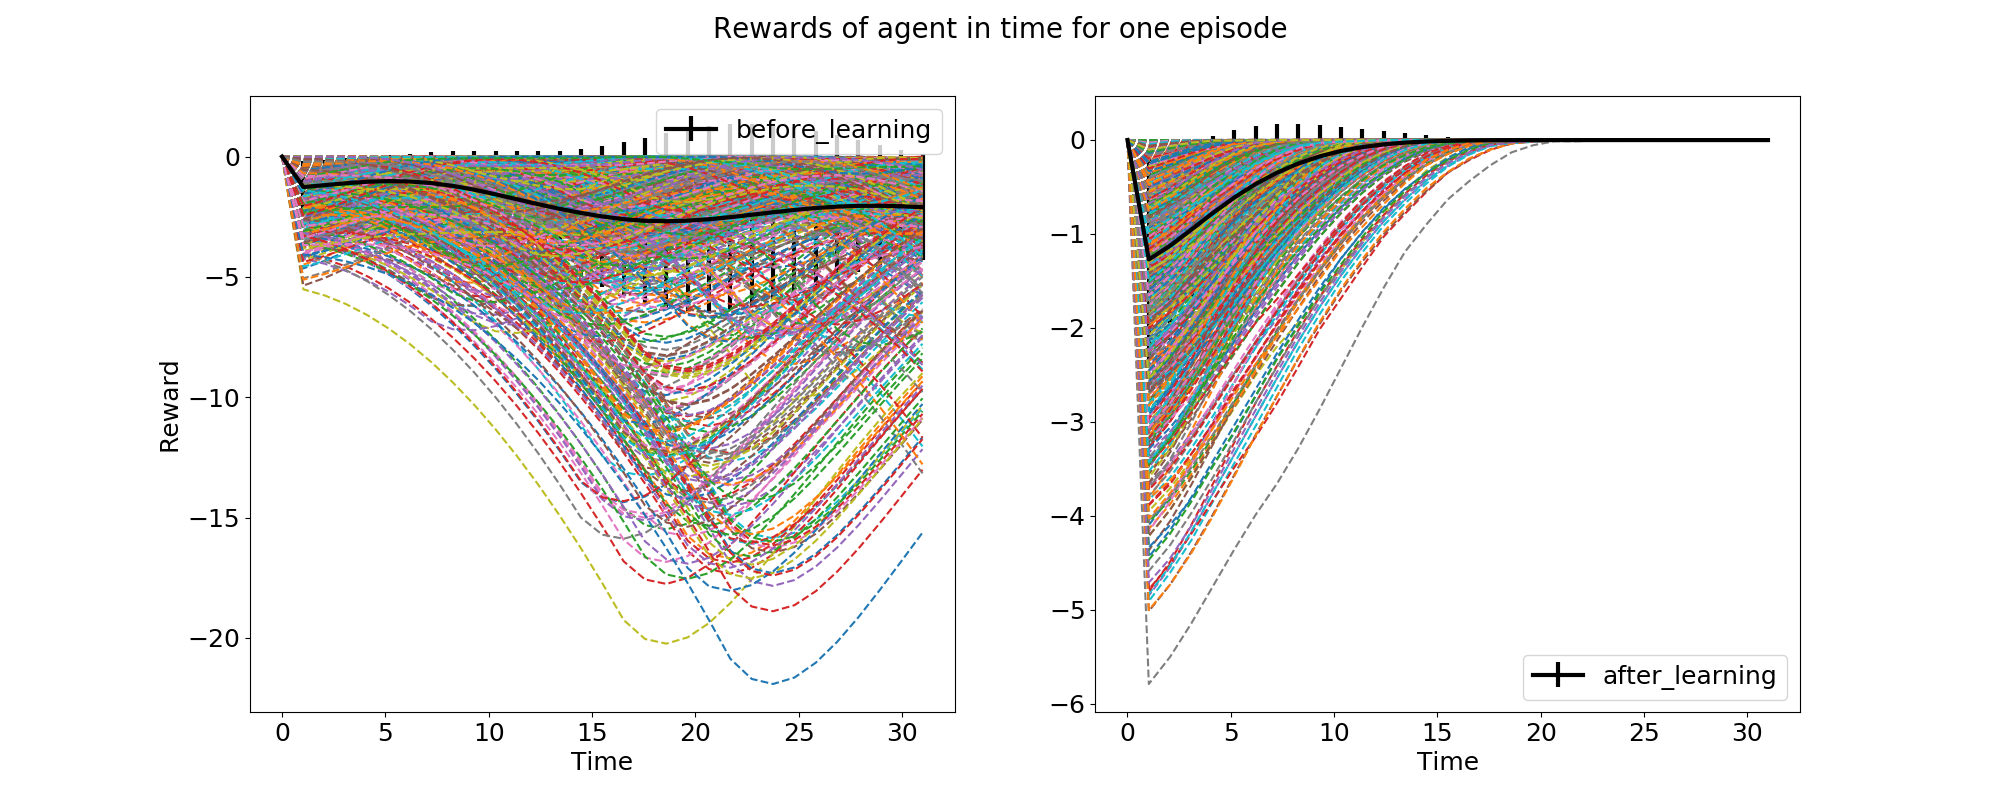 Rewards of agent in time for one episode
before_learning
Reward
0
−5
−10
−15
−20
0 5 10 15 20 25 30
Time
0
−1
−2
−3
−4
−5
−6
after_learning
0 5 10 15 20 25 30
Time